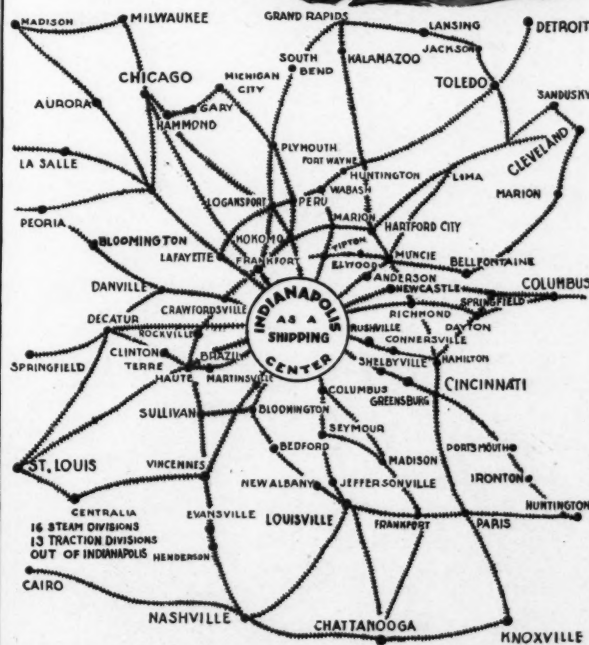 MADISON
MILWAUKEE
GRAND RAPIDS
LANSING
DETROIT
JACKSON
SOUTH
BEND
KALAMAZOO
CHICAGO
MICHIGAN
CITY
TOLEDO
AURORA
GARY
HAMMOND
SANDUSKY
CLEVELAND
LA SALLE
PLYMOUTH
FORT WAYNE
HUNTINGTON
LIMA
WABASH
MARION
PEORIA
LOGANSPORT
PERU
MARION
HARTFORD CITY
BLOOMINGTON
KOKOMO
TIPTON
LAFAYETTE
FRANKFORT
ELWOOD
MUNCIE
BELLFONTAINE
ANDERSON
DANVILLE
NEWCASTLE
COLUMBUS
CRAWFORDSVILLE
RICHMOND
SPRINGFIELD
DAYTON
DECATUR
ROCKVILLE
INDIANAPOLIS
AS A
SHIPPING
CENTER
RUSHVILLE
CONNERSVILLE
CLINTON
BRAZIL
SHELBYVILLE
HAMILTON
SPRINGFIELD
TERRE
HAUTE
MARTINSVILLE
COLUMBUS
GREENSBURG
CINCINNATI
SULLIVAN
BLOOMINGTON
SEYMOUR
BEDFORD
MADISON
PORTSMOUTH
ST. LOUIS
VINCENNES
NEW ALBANY
JEFFERSONVILLE
IRONTON
CENTRALIA
EVANSVILLE
LOUISVILLE
FRANKFORT
PARIS
HUNTINGTON
16 STEAM DIVISIONS
13 TRACTION DIVISIONS
OUT OF INDIANAPOLIS
HENDERSON
CAIRO
NASHVILLE
CHATTANOOGA
KNOXVILLE